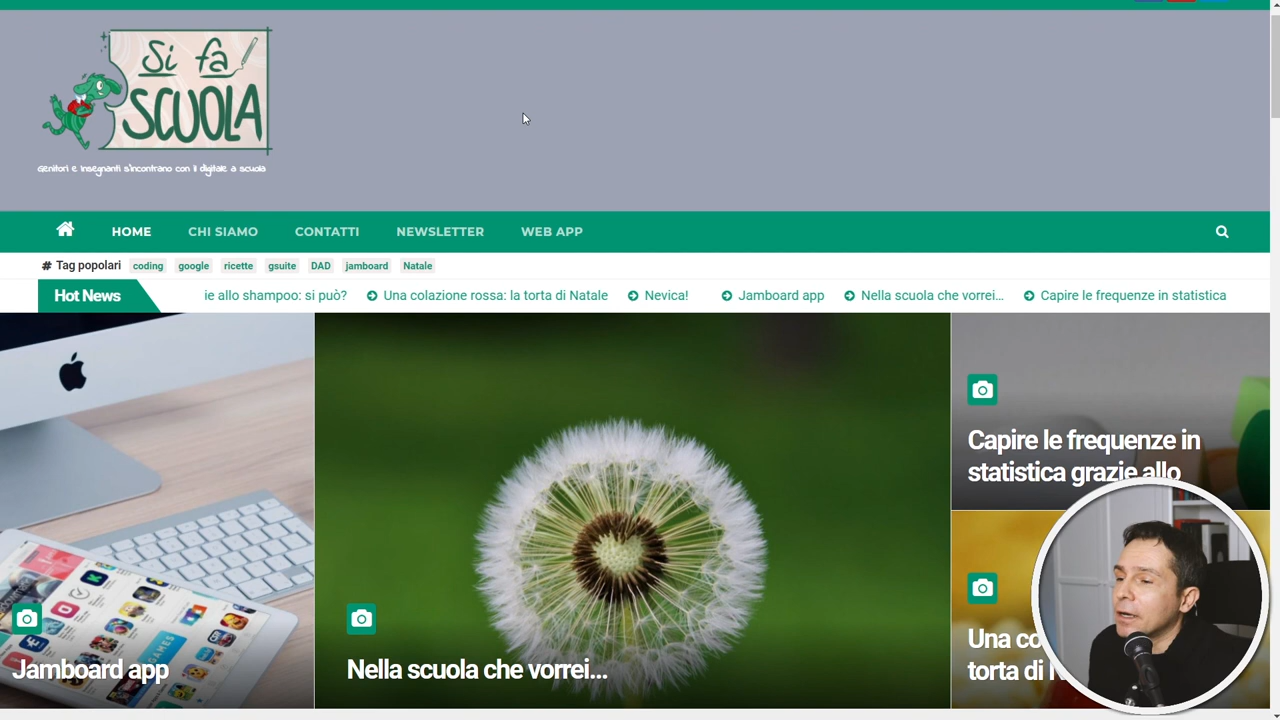 Si fa
SCUOLA
Genitori e insegnanti s'incontrano con il digitale a scuola
HOME CHI SIAMO CONTATTI NEWSLETTER WEB APP
# Tag popolari coding google ricette gsuite DAD jamboard Natale
Hot News ie allo shampoo: si può? Una colazione rossa: la torta di Natale Nevica! Jamboard app Nella scuola che vorrei... Capire le frequenze in statistica
Capire le frequenze in
statistica grazie allo
Jamboard app
Nella scuola che vorrei...
Una co
torta di N
GAMES